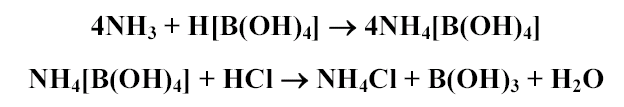 4NH₃ + H[B(OH)₄] → 4NH₄[B(OH)₄]
NH₄[B(OH)₄] + HCl → NH₄Cl + B(OH)₃ + H₂O